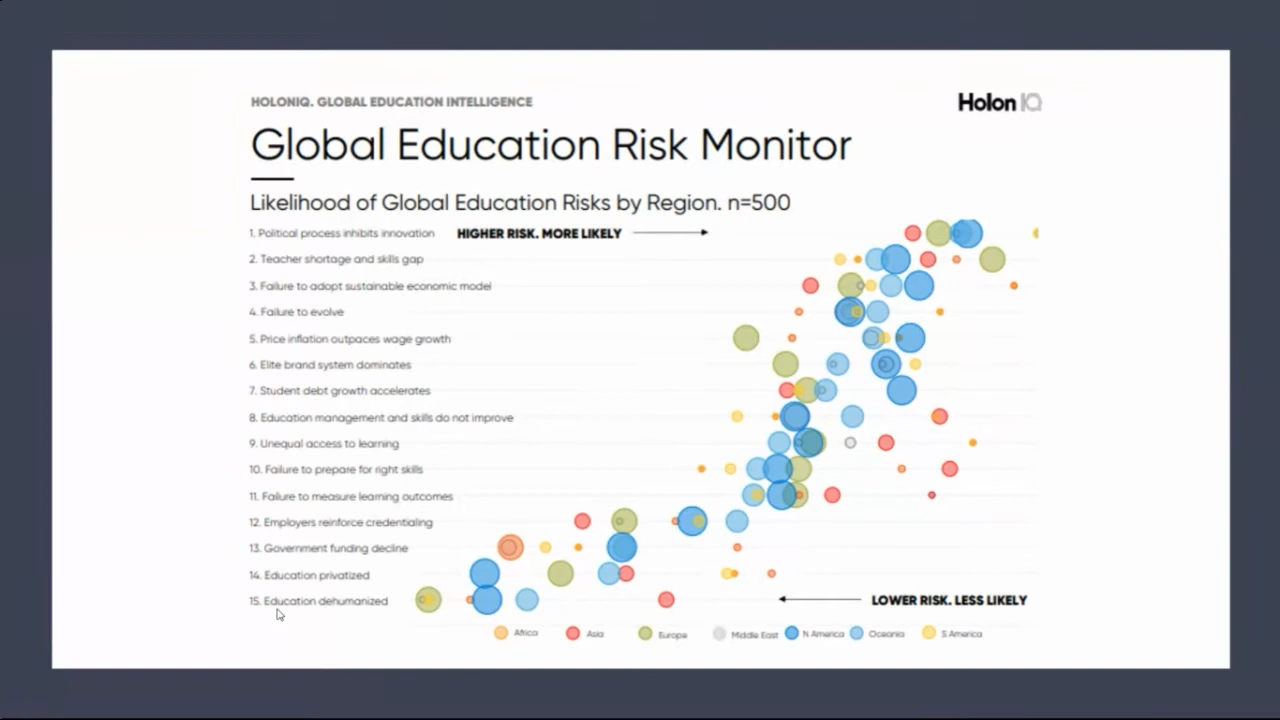 HOLONIQ. GLOBAL EDUCATION INTELLIGENCE
Holon IQ
Global Education Risk Monitor
Likelihood of Global Education Risks by Region. n=500
1. Political process inhibits innovation
HIGHER RISK. MORE LIKELY
2. Teacher shortage and skills gap
3. Failure to adopt sustainable economic model
4. Failure to evolve
5. Price inflation outpaces wage growth
6. Elite brand system dominates
7. Student debt growth accelerates
8. Education management and skills do not improve
9. Unequal access to learning
10. Failure to prepare for right skills
11. Failure to measure learning outcomes
12. Employers reinforce credentialing
13. Government funding decline
14. Education privatized
15. Education dehumanized
LOWER RISK. LESS LIKELY
Africa Asia Europe Middle East N America Oceania S America